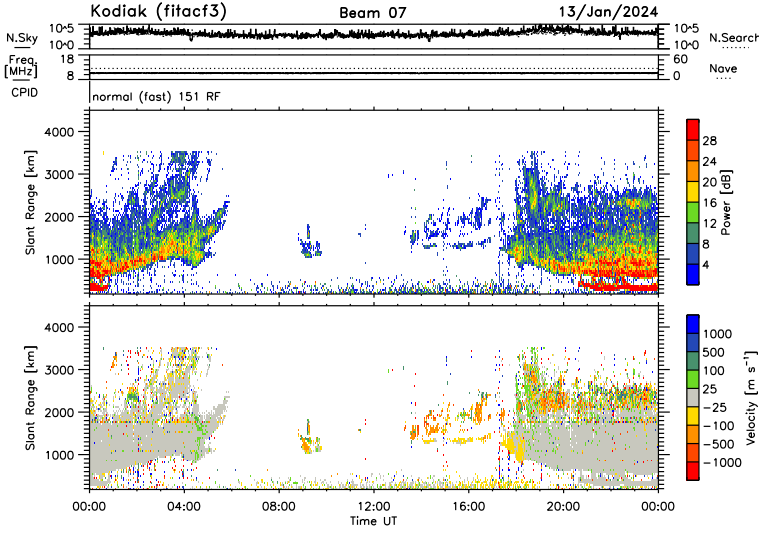 Kodiak (fitacf3) Beam 07 13/Jan/2024
N.Sky 10^5 10^0 10^5 10^0 N.Search
Freq. [MHz] 18 8 60 0 Nave
CPID normal (fast) 151 RF
Slant Range [km] 4000 3000 2000 1000
28 24 20 16 12 8 4 Power [dB]
Slant Range [km] 4000 3000 2000 1000
1000 500 100 25 -25 -100 -500 -1000 Velocity [m s⁻¹]
00:00 04:00 08:00 12:00 16:00 20:00 00:00
Time UT